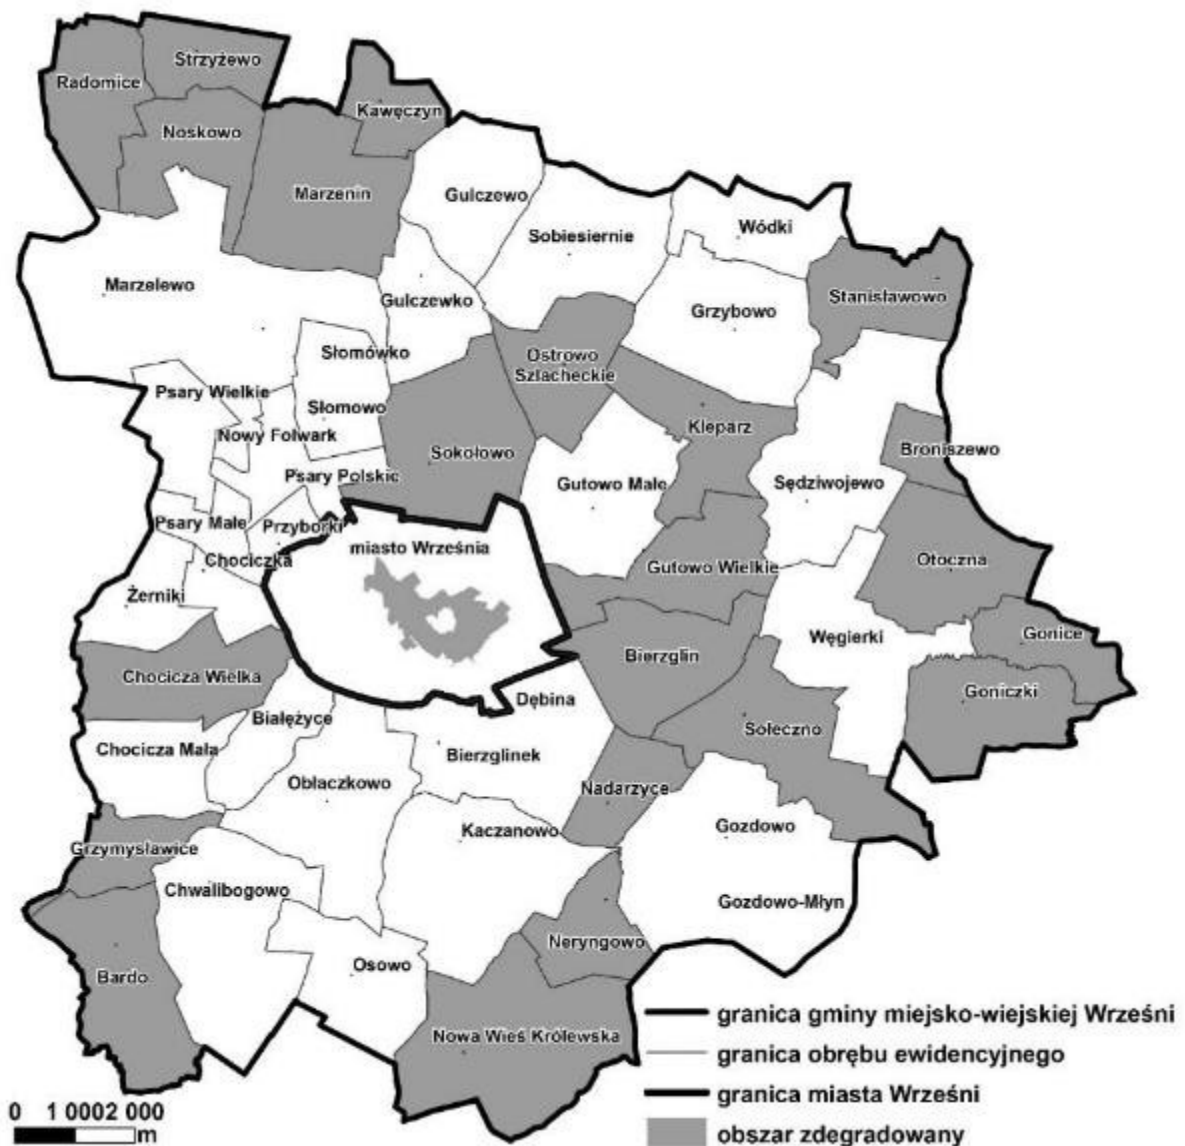 Strzyżewo
Radomice
Kawęczyn
Noskowo
Marzenin
Gulczewo
Wódki
Sobiesiernie
Marzelewo
Gulczewko
Stanisławowo
Grzybowo
Słomówko
Ostrowo
Szlacheckie
Psary Wielkie
Słomowo
Kleparz
Nowy Folwark
Broniszewo
Sokołowo
Psary Polskie
Gutowo Małe
Sędziwojewo
Psary Małe
Przyborki
miasto Września
Chociczka
Gutowo Wielkie
Otoczna
Żerniki
Węgierki
Gonice
Bierzglin
Chocicza Wielka
Goniczki
Dębina
Białężyce
Sołeczno
Chocicza Mała
Bierzglinek
Obłaczkowo
Nadarzyce
Kaczanowo
Gozdowo
Grzymysławice
Chwalibogowo
Gozdowo-Młyn
Neryngowo
Osowo
Bardo
Nowa Wieś Królewska
granica gminy miejsko-wiejskiej Wrześni
granica obrębu ewidencyjnego
granica miasta Wrześni
obszar zdegradowany
0 1 000 2 000
m